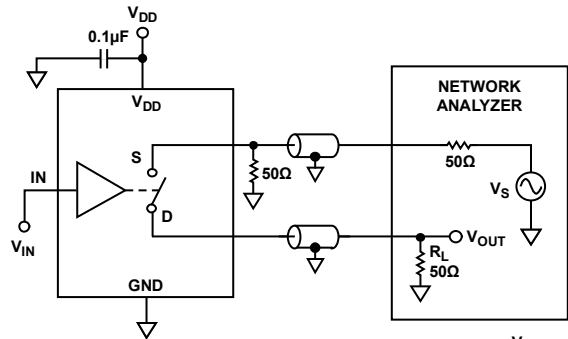 V_DD
0.1µF
V_DD
NETWORK
ANALYZER
S
50Ω
50Ω
V_S
IN
D
V_IN
V_OUT
R_L
50Ω
GND
V